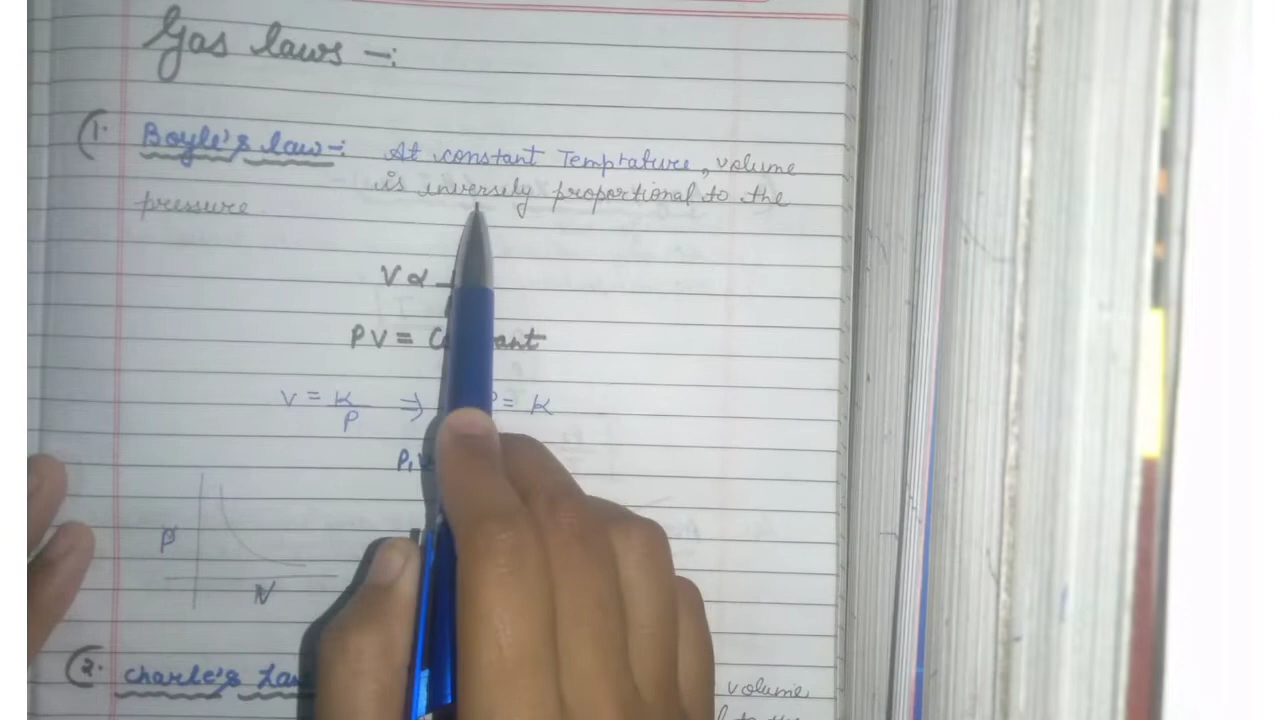 Gas laws -:
(1. Boyle's law-: At constant Temprature, volume
is inversely proportional to the
pressure
V ∝
PV =
V = K/P ⇒ P = K
P₁
P
V
(2. Charle's
volume